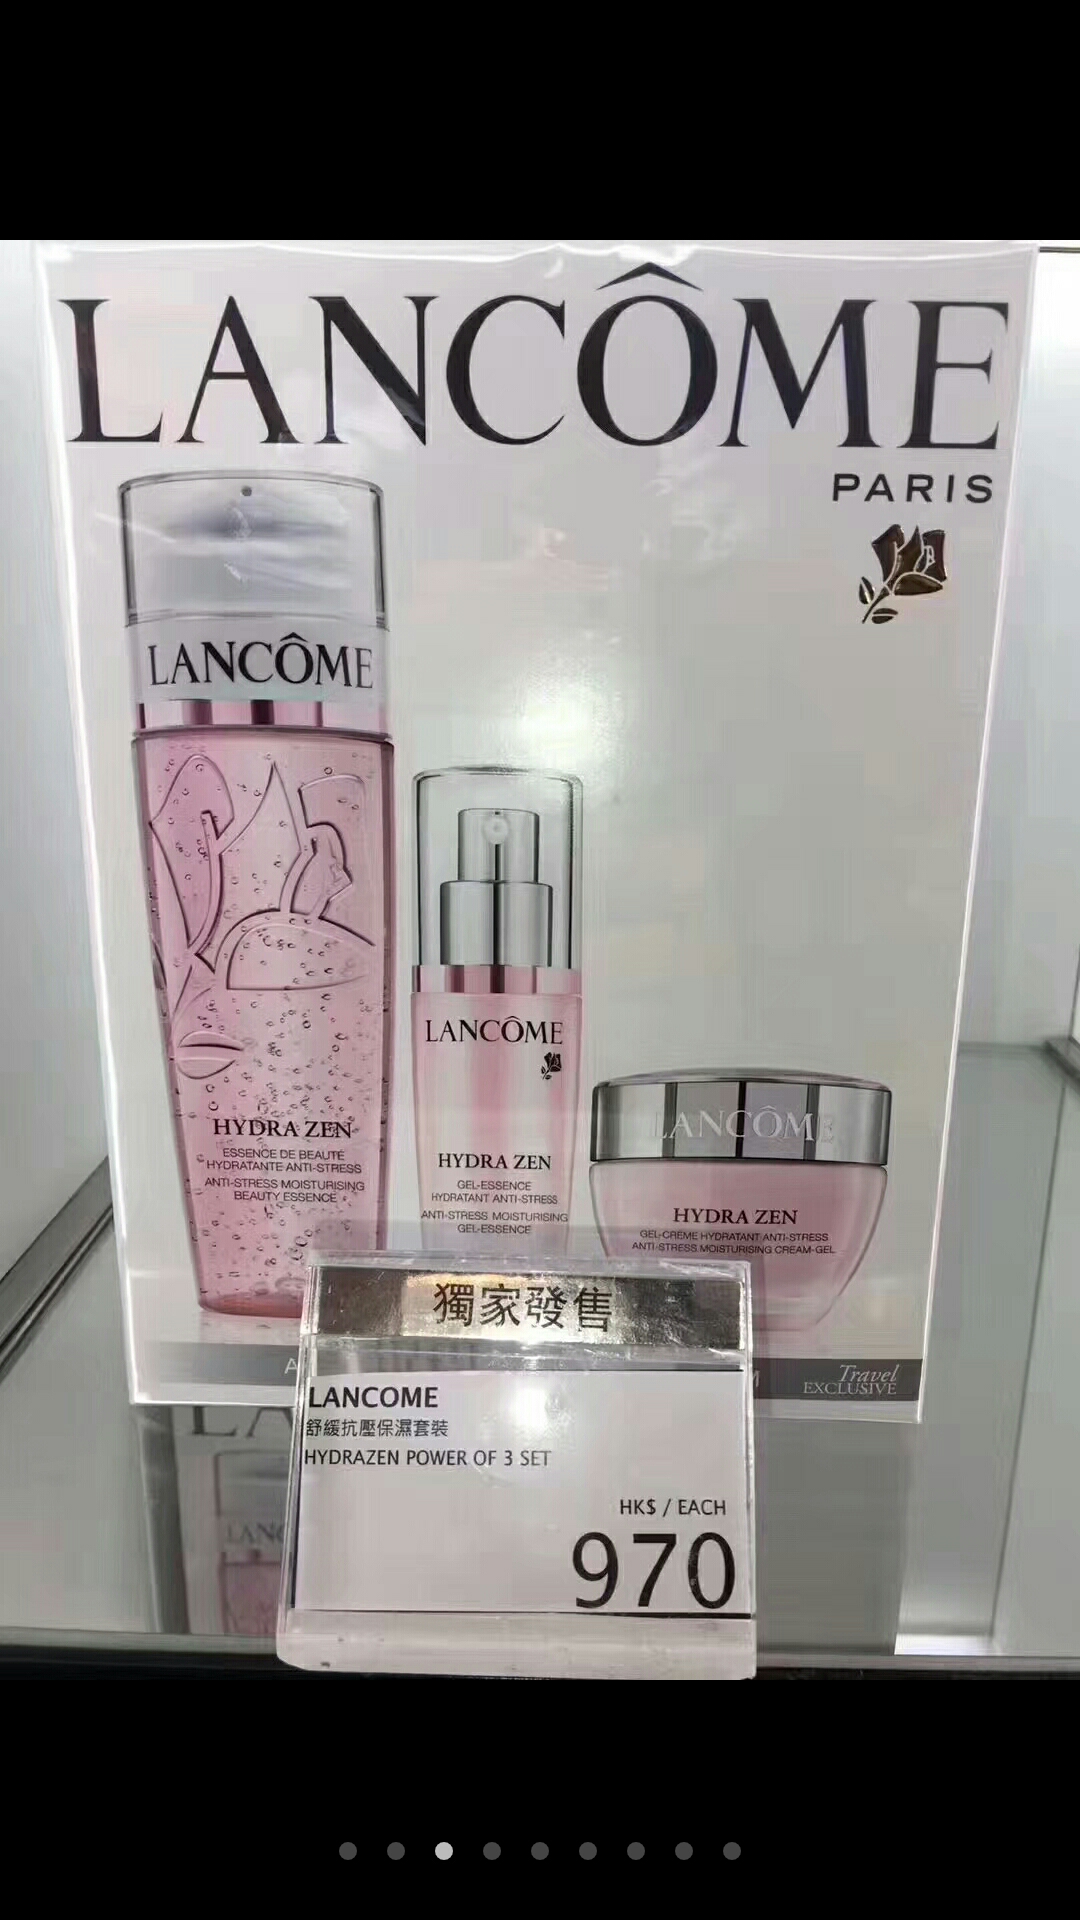 LANCÔME
PARIS
LANCÔME
HYDRA ZEN
ESSENCE DE BEAUTÉ
HYDRATANTE ANTI-STRESS
ANTI-STRESS MOISTURISING
BEAUTY ESSENCE
LANCÔME
HYDRA ZEN
GEL-ESSENCE
HYDRATANT ANTI-STRESS
ANTI-STRESS MOISTURISING
GEL-ESSENCE
LANCÔME
HYDRA ZEN
GEL-CRÈME HYDRATANT ANTI-STRESS
ANTI-STRESS MOISTURISING CREAM-GEL
Travel
EXCLUSIVE
獨家發售
LANCOME
舒緩抗壓保濕套裝
HYDRAZEN POWER OF 3 SET
HK$ / EACH
970